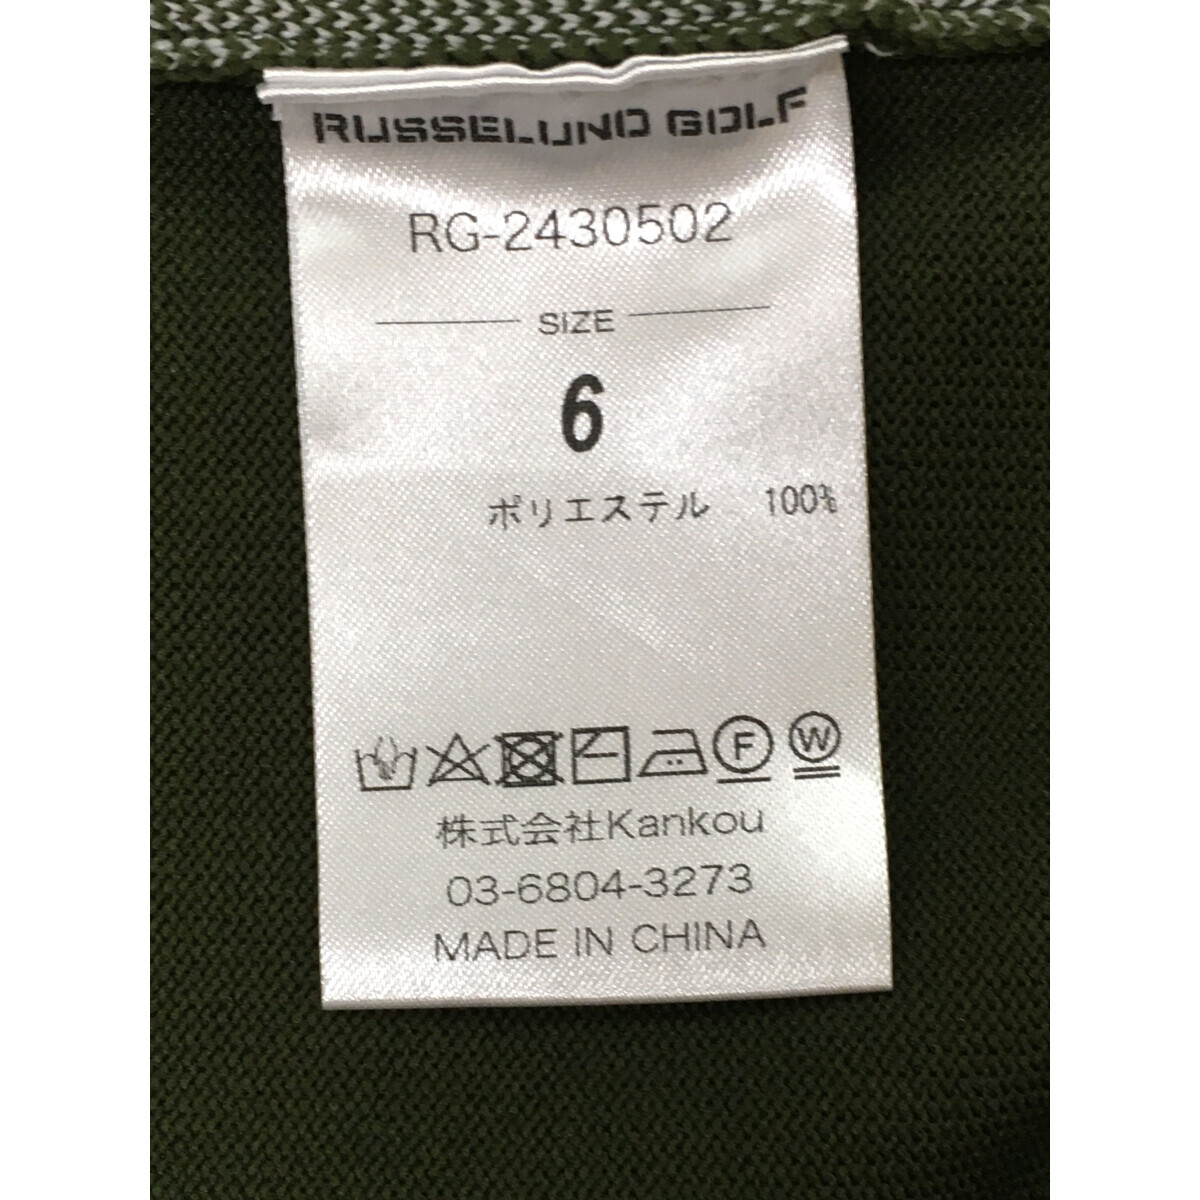 RUSSELUNO GOLF
RG-2430502
SIZE
6
ポリエステル 100%
F W
株式会社Kankou
03-6804-3273
MADE IN CHINA